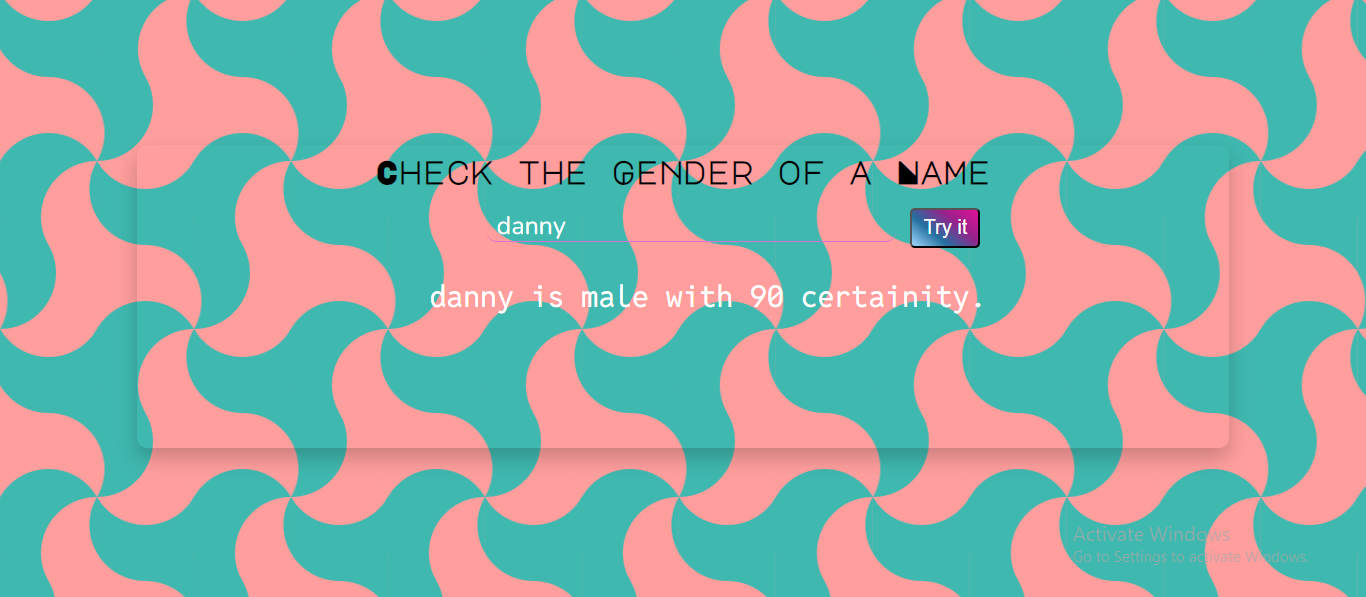 CHECK THE GENDER OF A NAME
danny
Try it
danny is male with 90 certainity.
Activate Windows
Go to Settings to activate Windows.